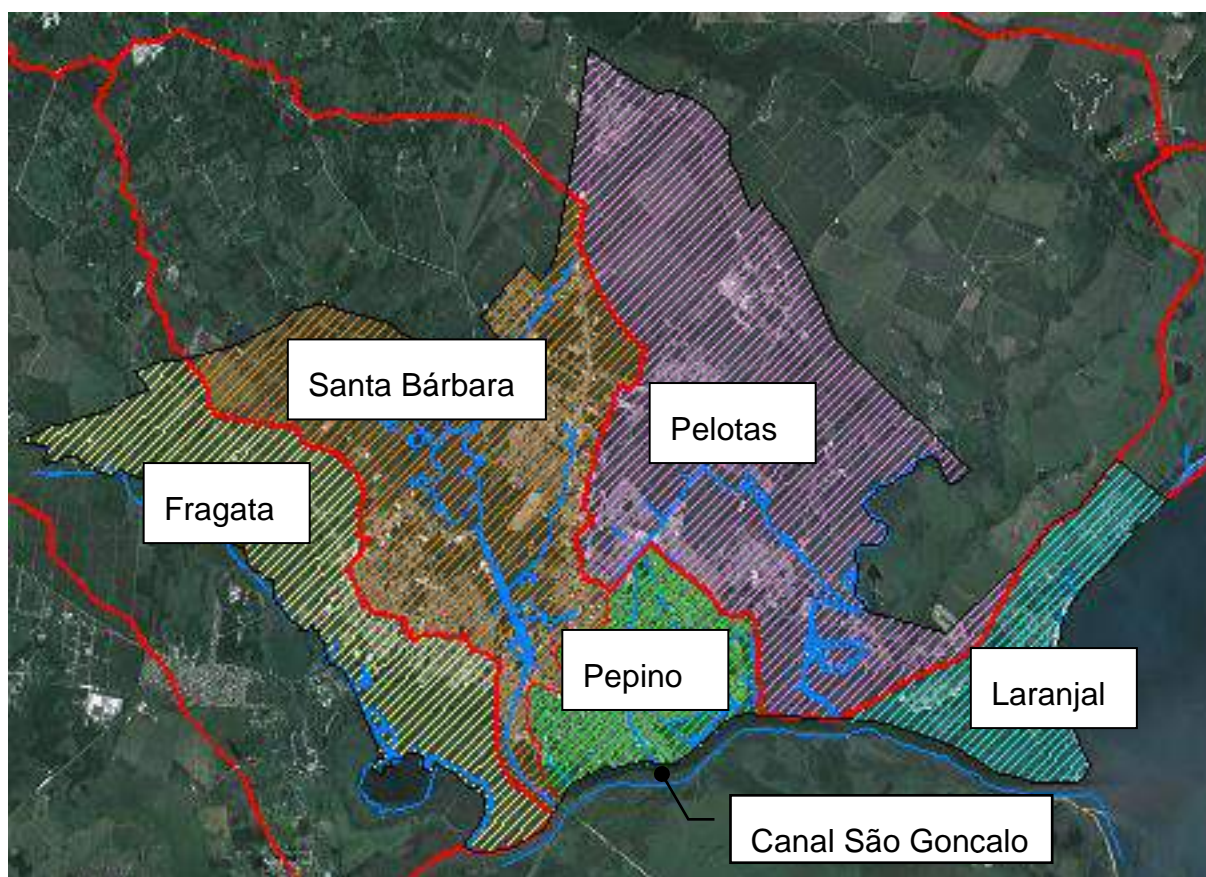 Santa Bárbara
Pelotas
Fragata
Pepino
Laranjal
Canal São Goncalo